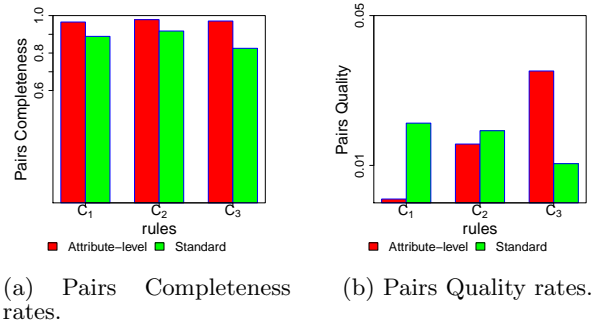 1.0
0.8
0.6
Pairs Completeness
C1 C2 C3
rules
Attribute−level Standard
(a) Pairs Completeness
rates.
0.05
0.01
Pairs Quality
C1 C2 C3
rules
Attribute−level Standard
(b) Pairs Quality rates.